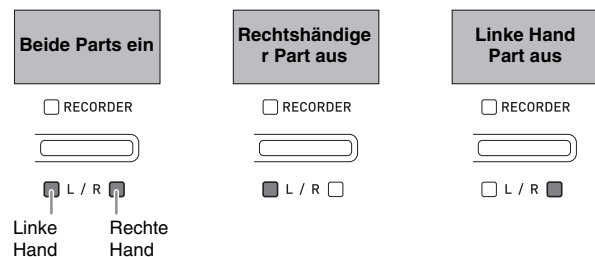 Beide Parts ein
RECORDER
L / R
Linke
Hand
Rechte
Hand
Rechtshändige
r Part aus
RECORDER
L / R
Linke Hand
Part aus
RECORDER
L / R